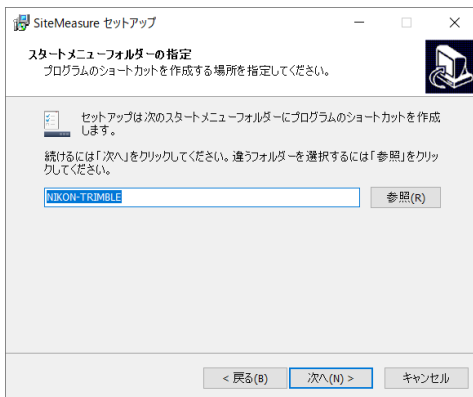 SiteMeasure セットアップ
スタートメニューフォルダーの指定
プログラムのショートカットを作成する場所を指定してください。
セットアップは次のスタートメニューフォルダーにプログラムのショートカットを作成
します。
続けるには「次へ」をクリックしてください。違うフォルダーを選択するには「参照」をクリッ
クしてください。
NIKON-TRIMBLE
参照(R)
< 戻る(B)
次へ(N) >
キャンセル